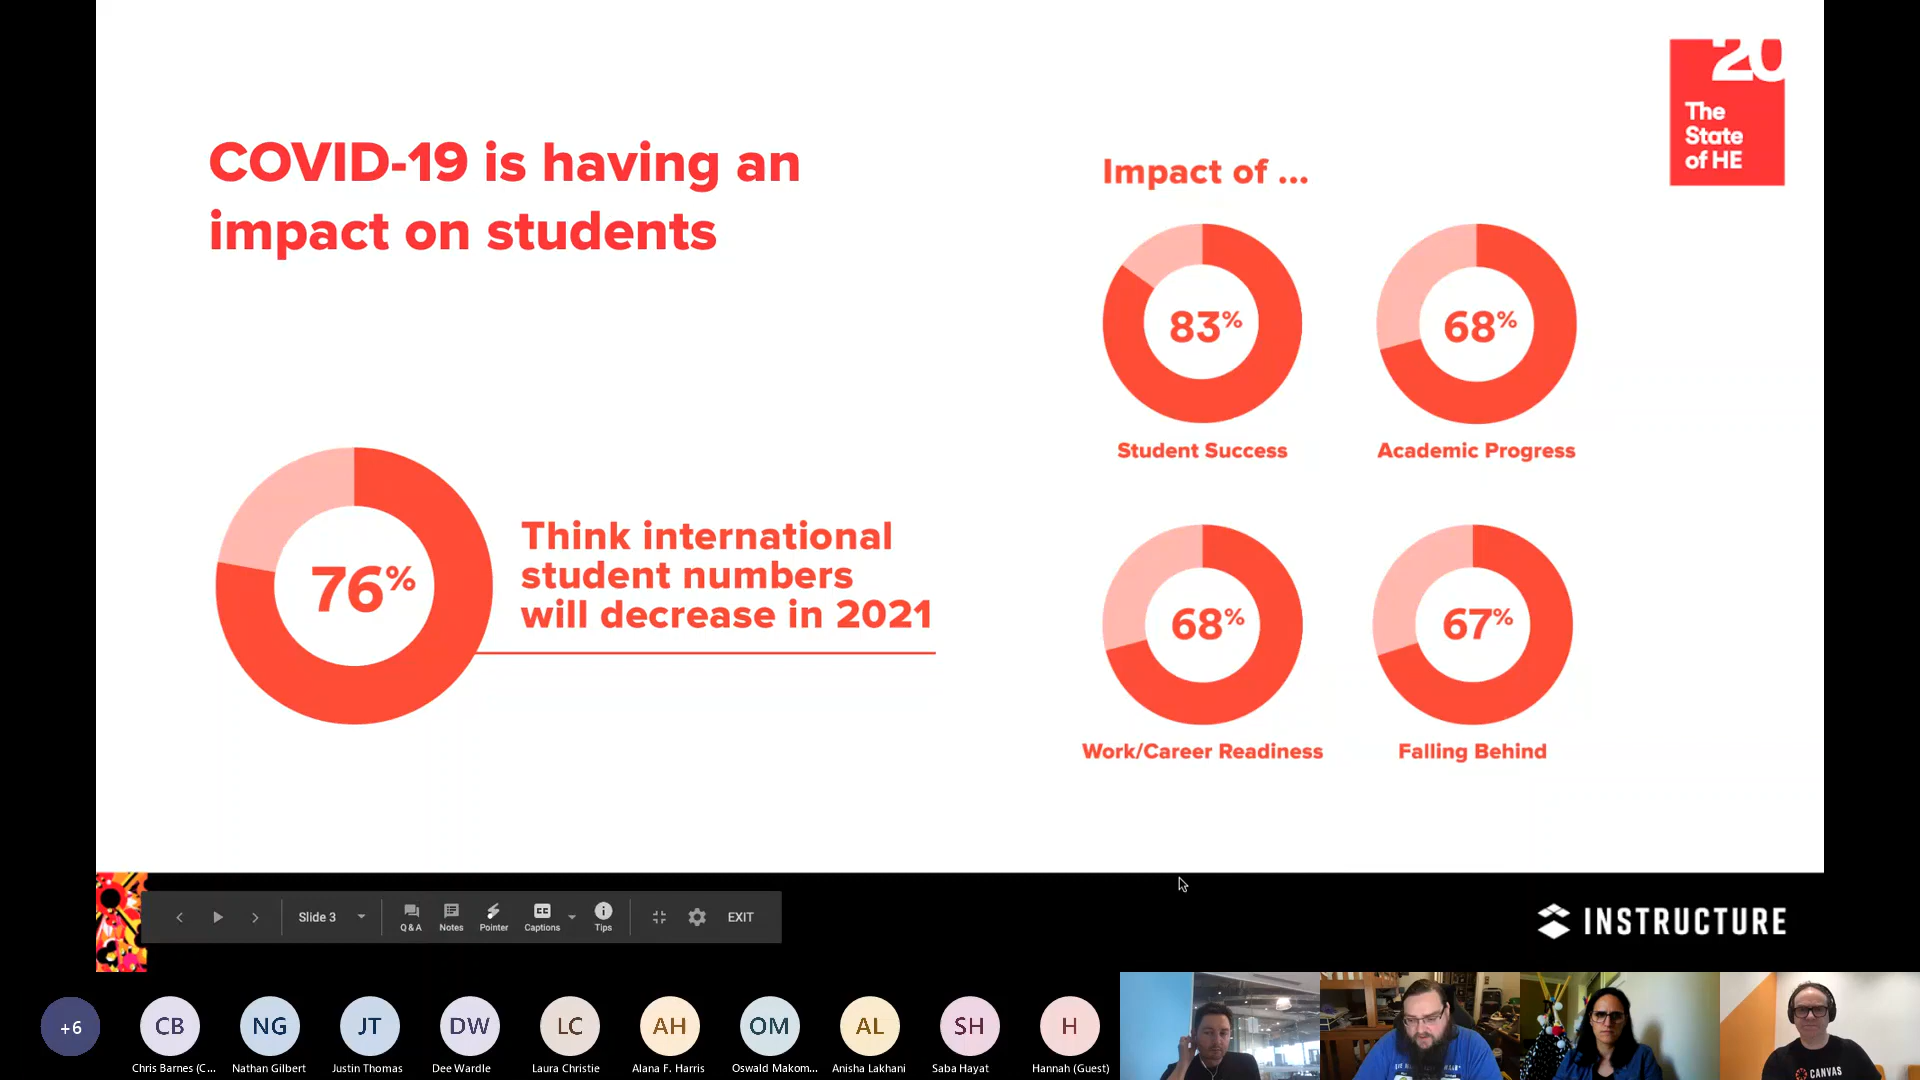 20
The
State
of HE
COVID-19 is having an
impact on students
Impact of ...
83%
Student Success
68%
Academic Progress
76%
Think international
student numbers
will decrease in 2021
68%
Work/Career Readiness
67%
Falling Behind
Slide 3
Q & A
Notes
Pointer
CC
Captions
Tips
EXIT
INSTRUCTURE
+6
CB
NG
JT
DW
LC
AH
OM
AL
SH
H
Chris Barnes (C...
Nathan Gilbert
Justin Thomas
Dee Wardle
Laura Christie
Alana F. Harris
Oswald Makom...
Anisha Lakhani
Saba Hayat
Hannah (Guest)
CANVAS